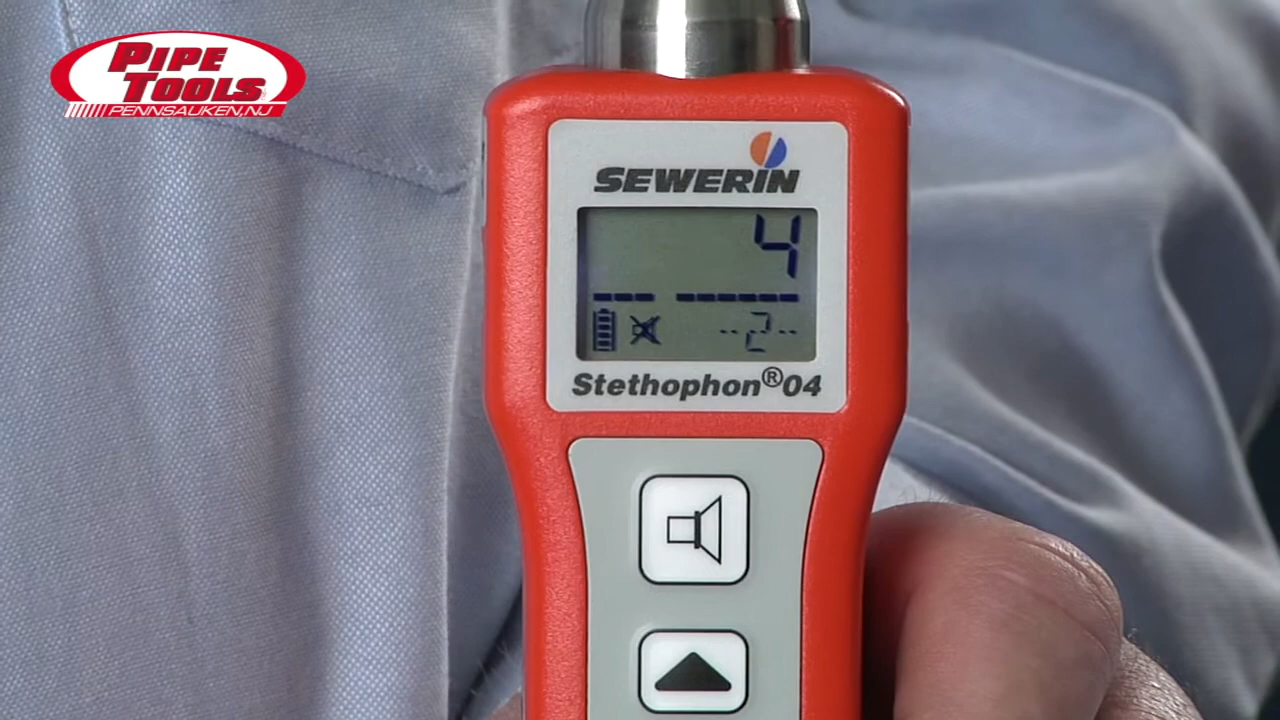 PIPE
TOOLS
PENNSAUKEN, NJ
SEWERIN
4
--2--
Stethophon®04